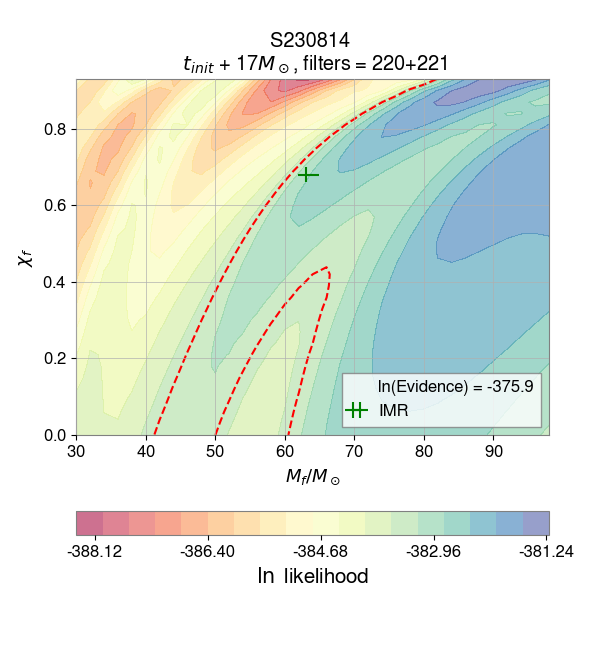 S230814
t_init + 17M_⊙, filters = 220+221
0.8
0.6
0.4
0.2
0.0
χ_f
30 40 50 60 70 80 90
M_f/M_⊙
ln(Evidence) = -375.9
IMR
-388.12 -386.40 -384.68 -382.96 -381.24
ln likelihood